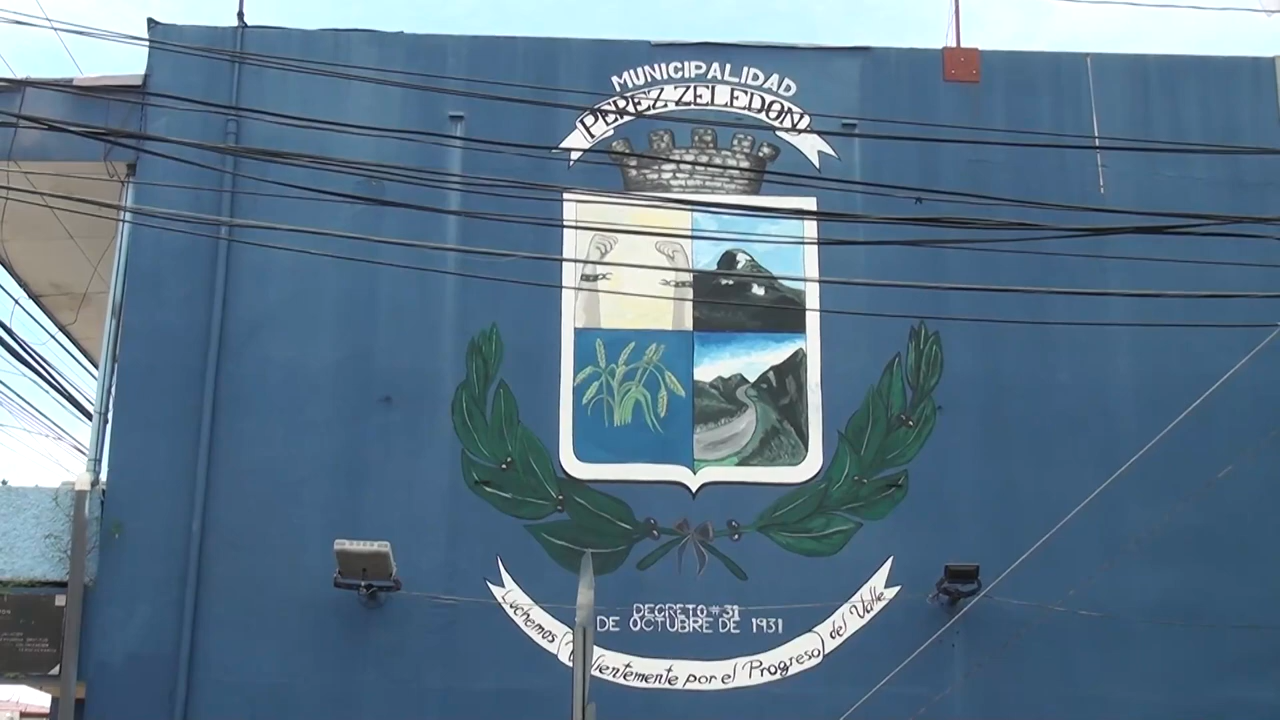 MUNICIPALIDAD
PEREZ ZELEDON
DECRETO #31
DE OCTUBRE DE 1931
Luchemos Valientemente por el Progreso del Valle